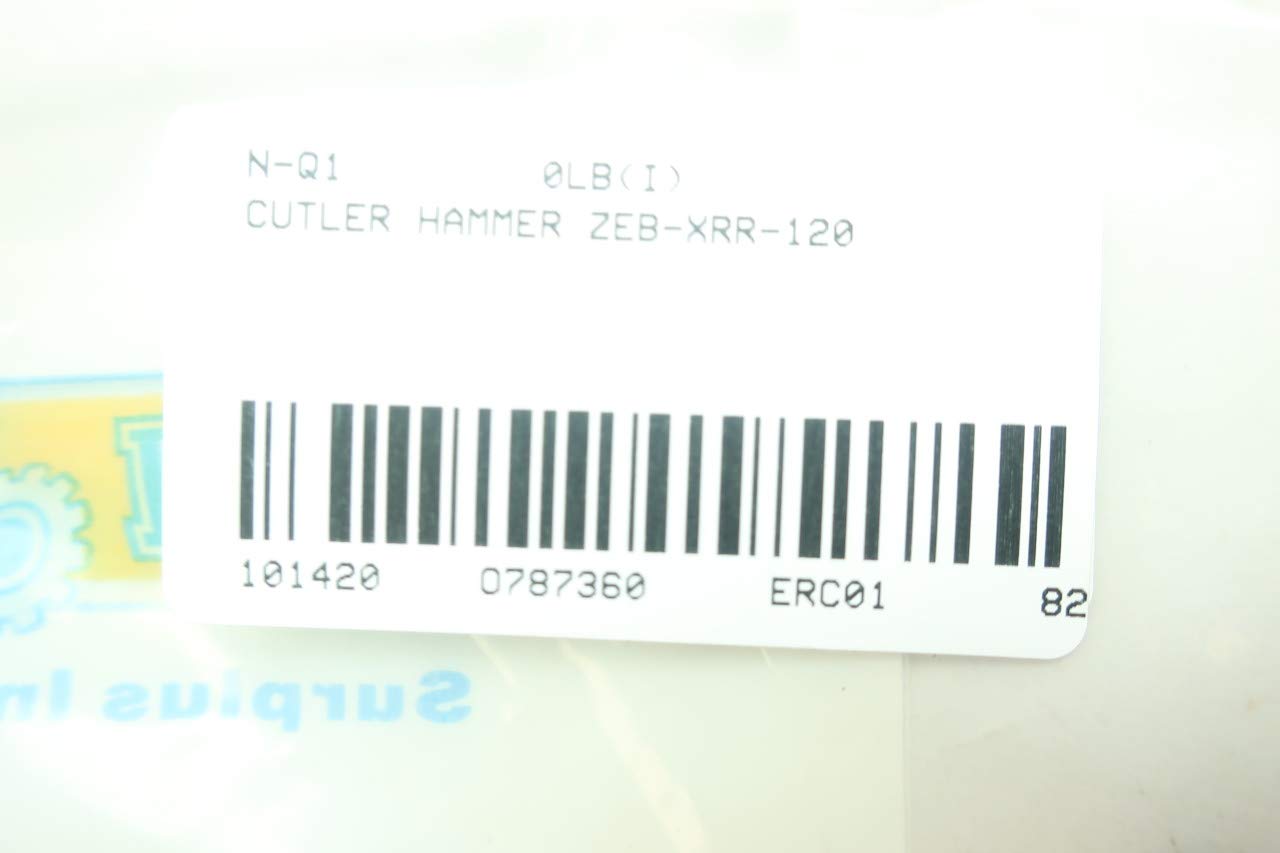 N-Q1 0LB(I)
CUTLER HAMMER ZEB-XRR-120
101420 0787360 ERC01 82
Surplus In